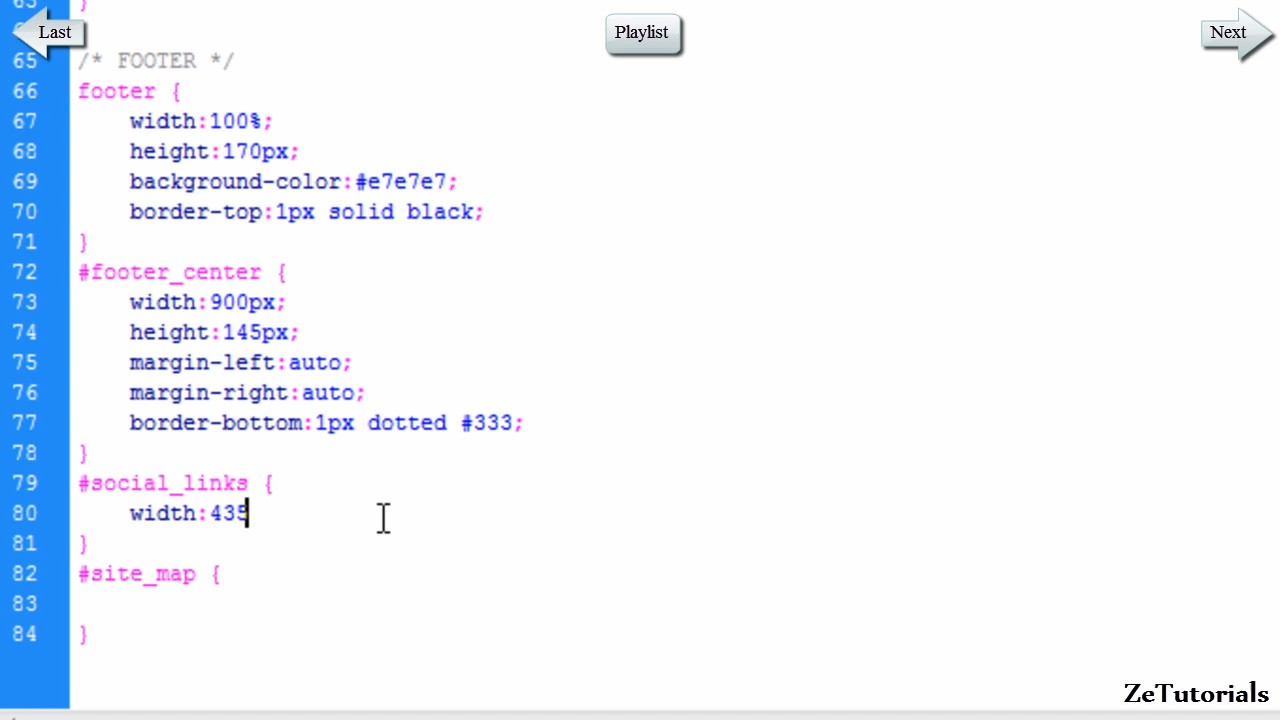 63 }
Last
Playlist
Next
65 /* FOOTER */
66 footer {
67 width:100%;
68 height:170px;
69 background-color:#e7e7e7;
70 border-top:1px solid black;
71 }
72 #footer_center {
73 width:900px;
74 height:145px;
75 margin-left:auto;
76 margin-right:auto;
77 border-bottom:1px dotted #333;
78 }
79 #social_links {
80 width:435
81 }
82 #site_map {
83
84 }
ZeTutorials